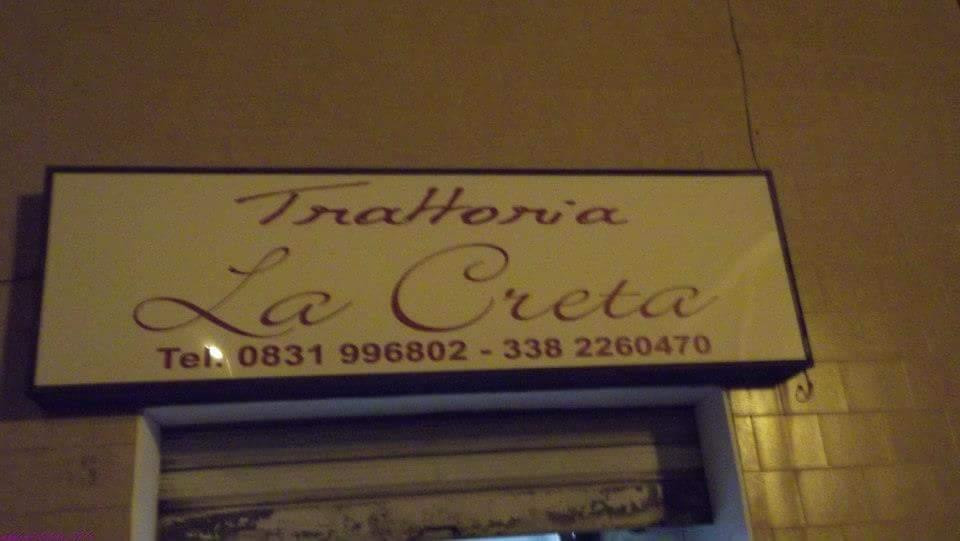 Trattoria
La Creta
Tel. 0831 996802 - 338 2260470